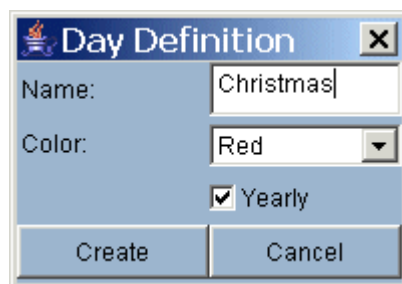 Day Definition
Name: Christmas
Color: Red
Yearly
Create Cancel